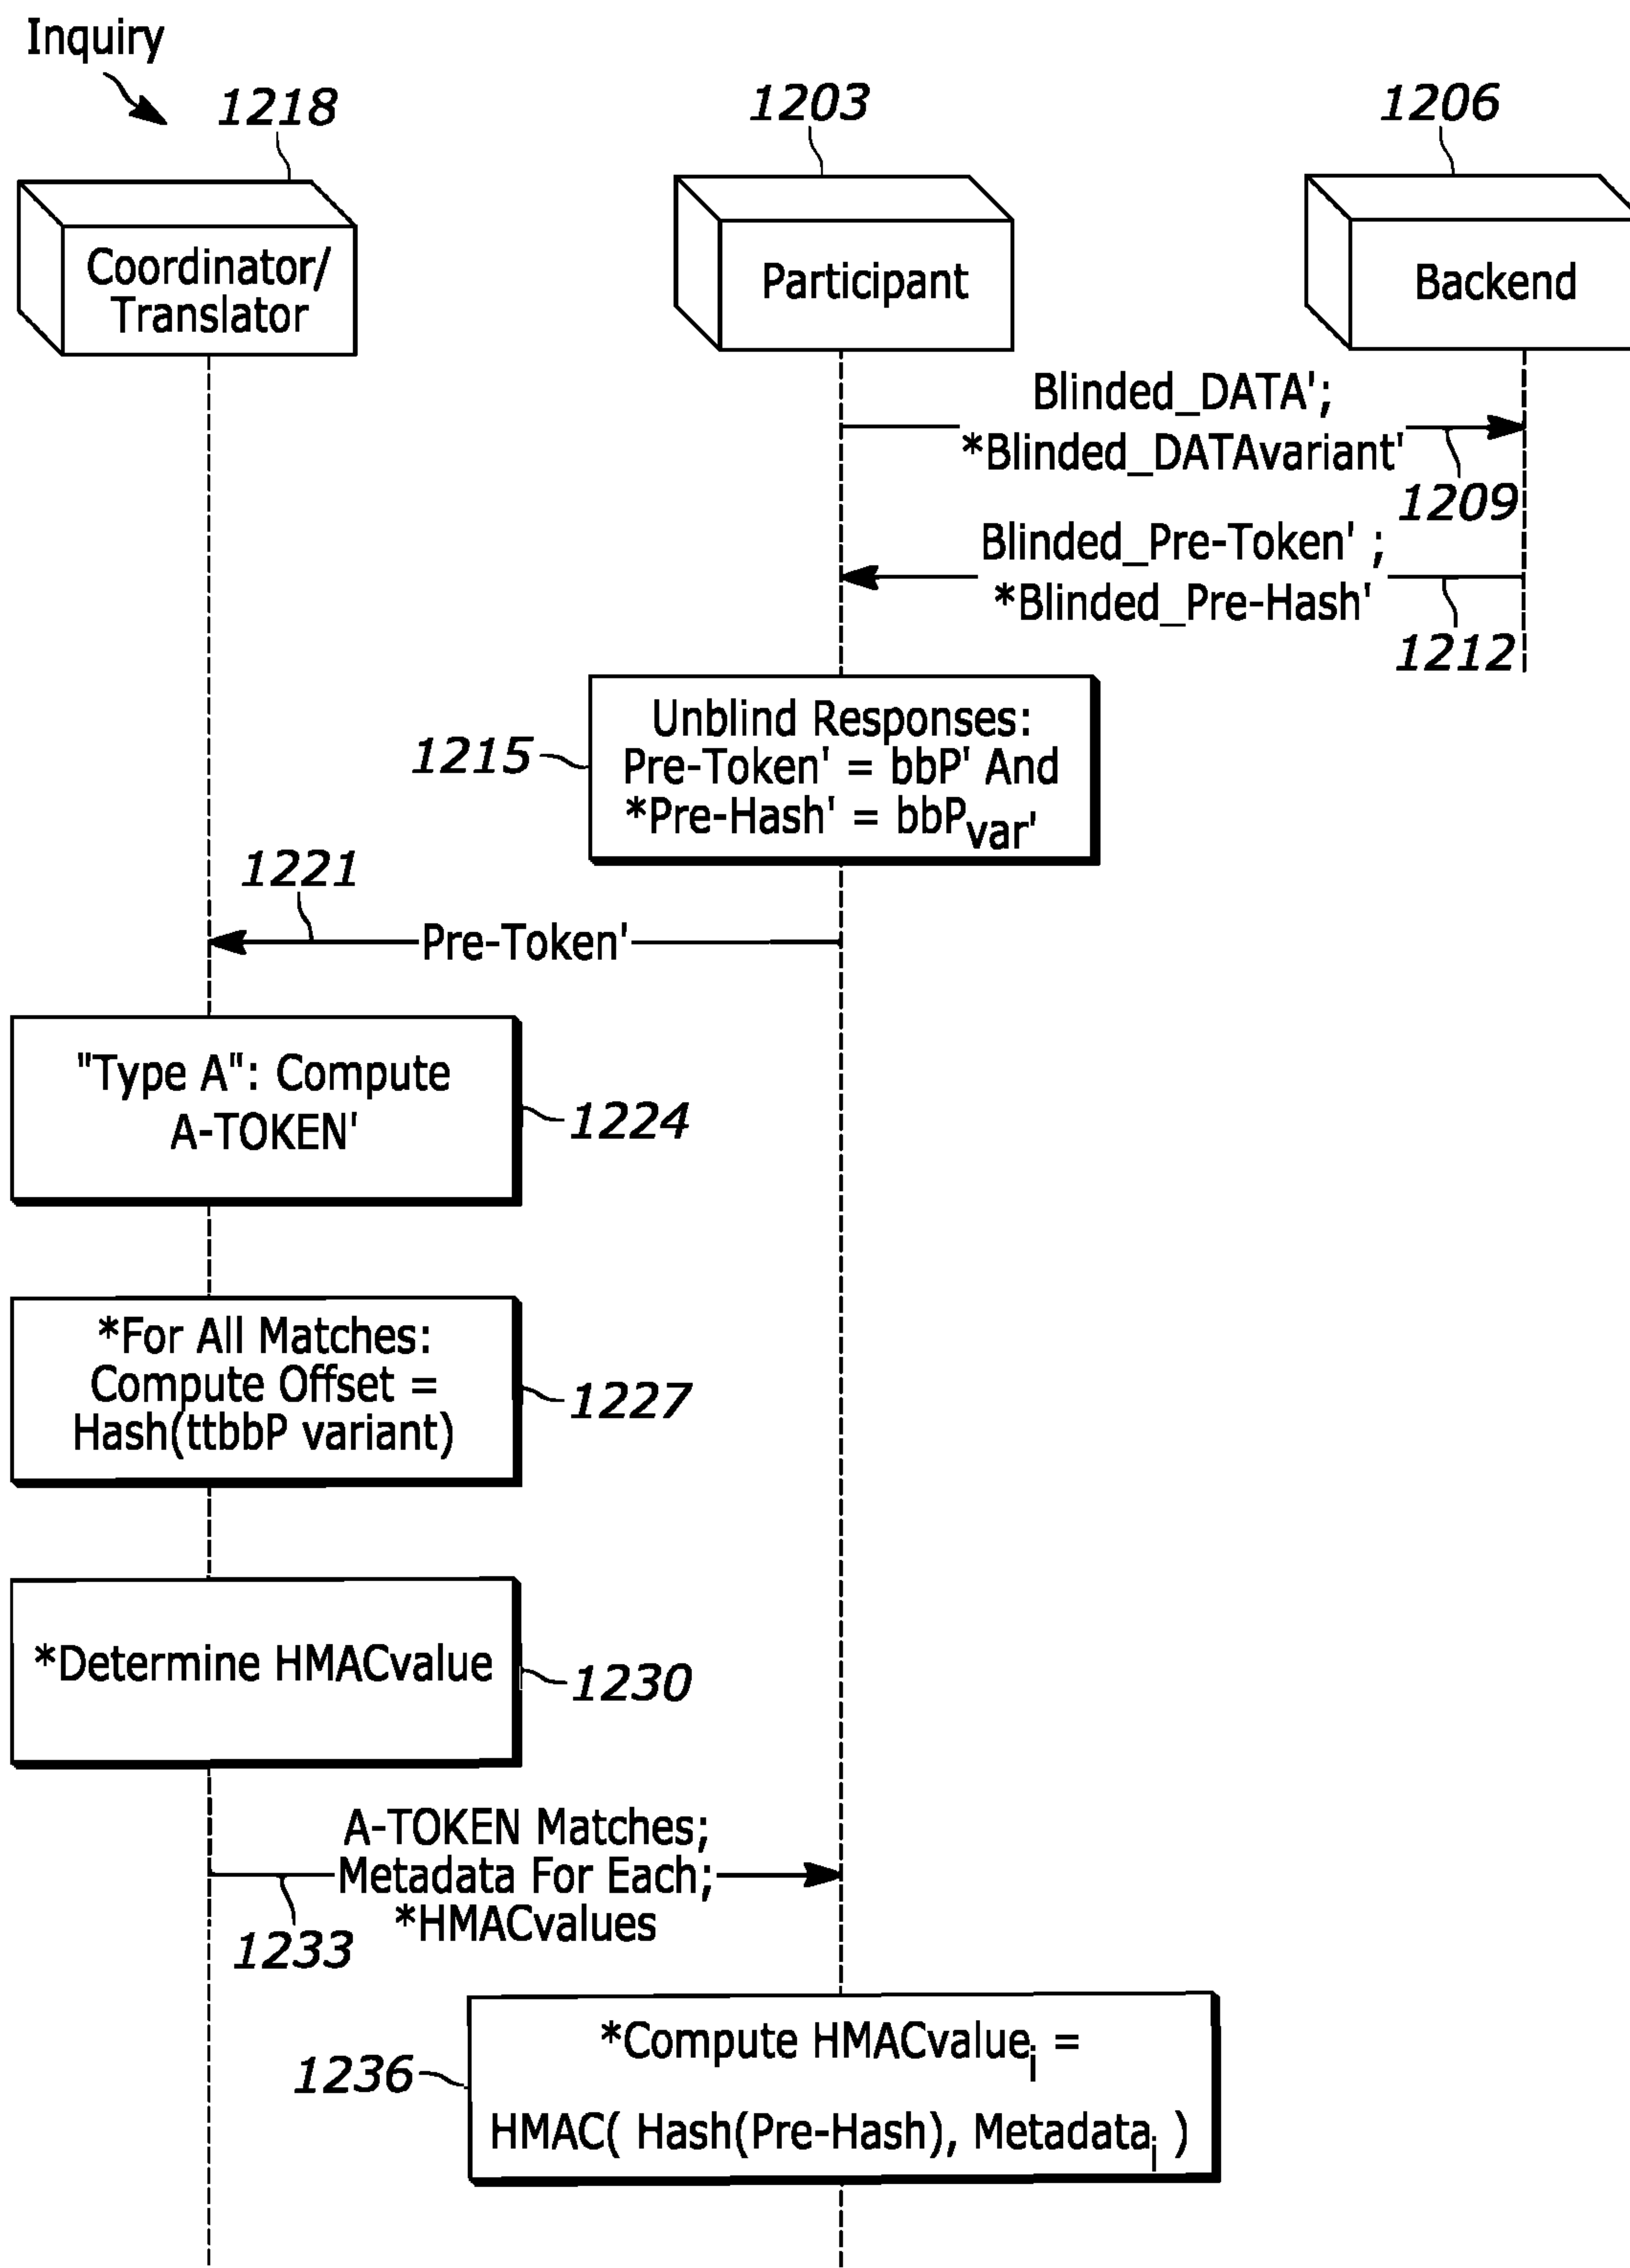 Inquiry
1218
1203
1206
Coordinator/
Translator
Participant
Backend
Blinded_DATA';
*Blinded_DATAvariant'
1209
Blinded_Pre-Token' ;
*Blinded_Pre-Hash'
1212
Unblind Responses:
Pre-Token' = bbP' And
*Pre-Hash' = bbPvar'
1215
1221
Pre-Token'
"Type A": Compute
A-TOKEN'
1224
*For All Matches:
Compute Offset =
Hash(ttbbP variant)
1227
*Determine HMACvalue
1230
A-TOKEN Matches;
Metadata For Each;
*HMACvalues
1233
*Compute HMACvaluei =
HMAC( Hash(Pre-Hash), Metadatai )
1236